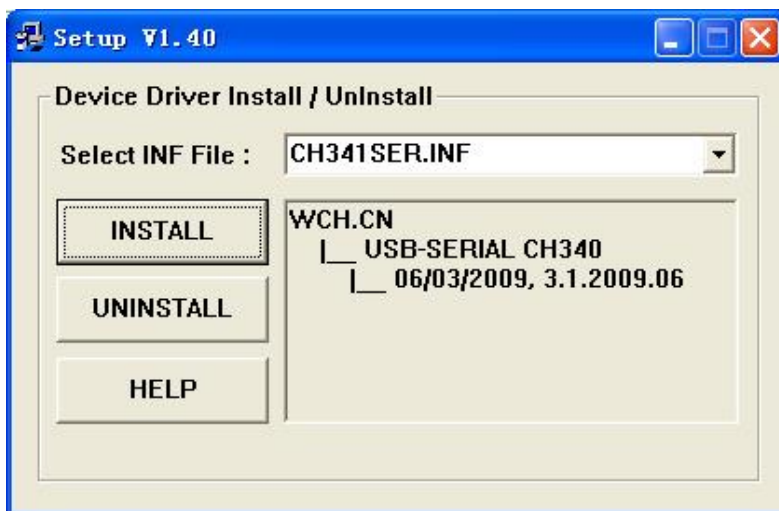 Setup V1.40
Device Driver Install / UnInstall
Select INF File :
CH341SER.INF
INSTALL
UNINSTALL
HELP
WCH.CN
|__ USB-SERIAL CH340
|__ 06/03/2009, 3.1.2009.06